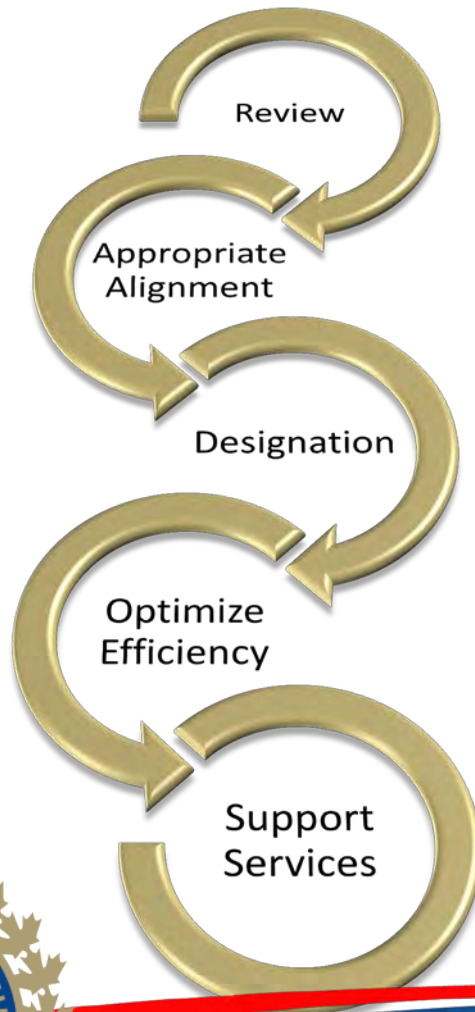 Review
Appropriate
Alignment
Designation
Optimize
Efficiency
Support
Services